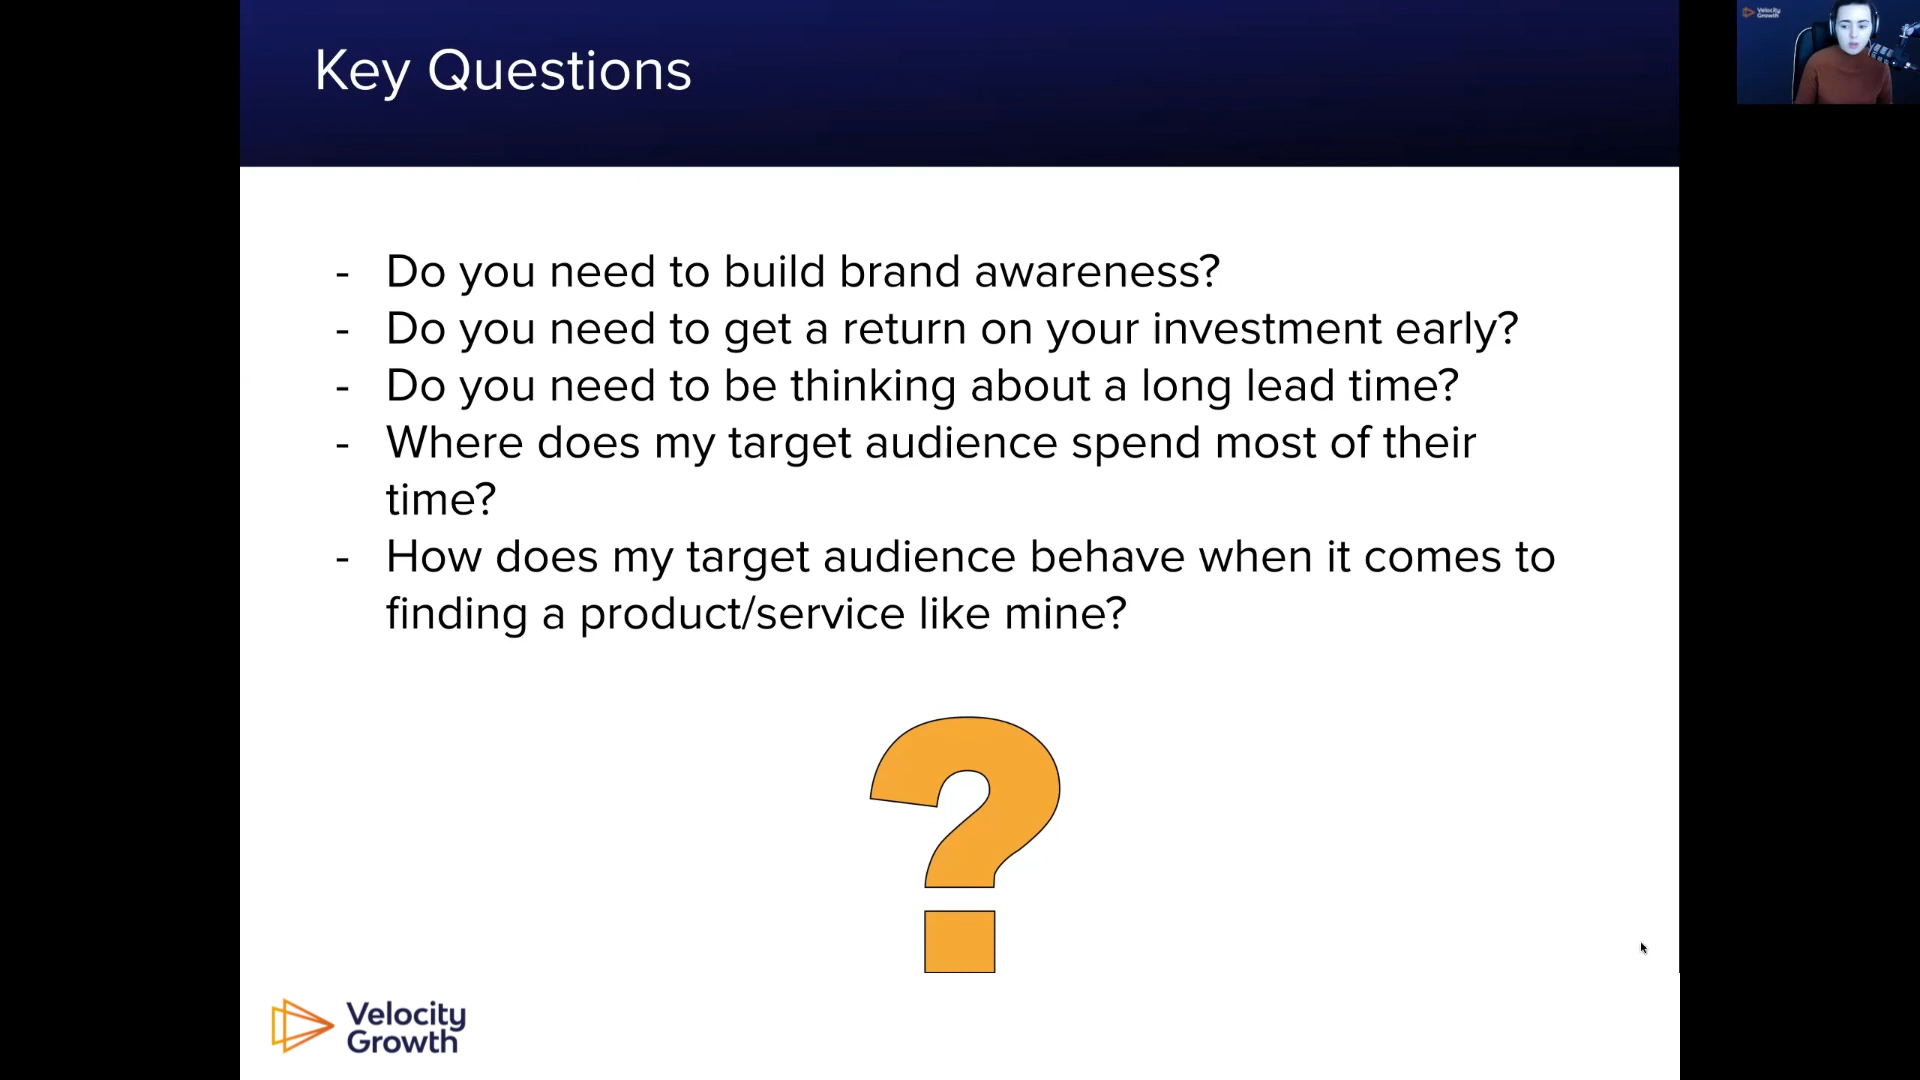 Key Questions
- Do you need to build brand awareness?
- Do you need to get a return on your investment early?
- Do you need to be thinking about a long lead time?
- Where does my target audience spend most of their
time?
- How does my target audience behave when it comes to
finding a product/service like mine?
?
Velocity
Growth
Velocity
Growth